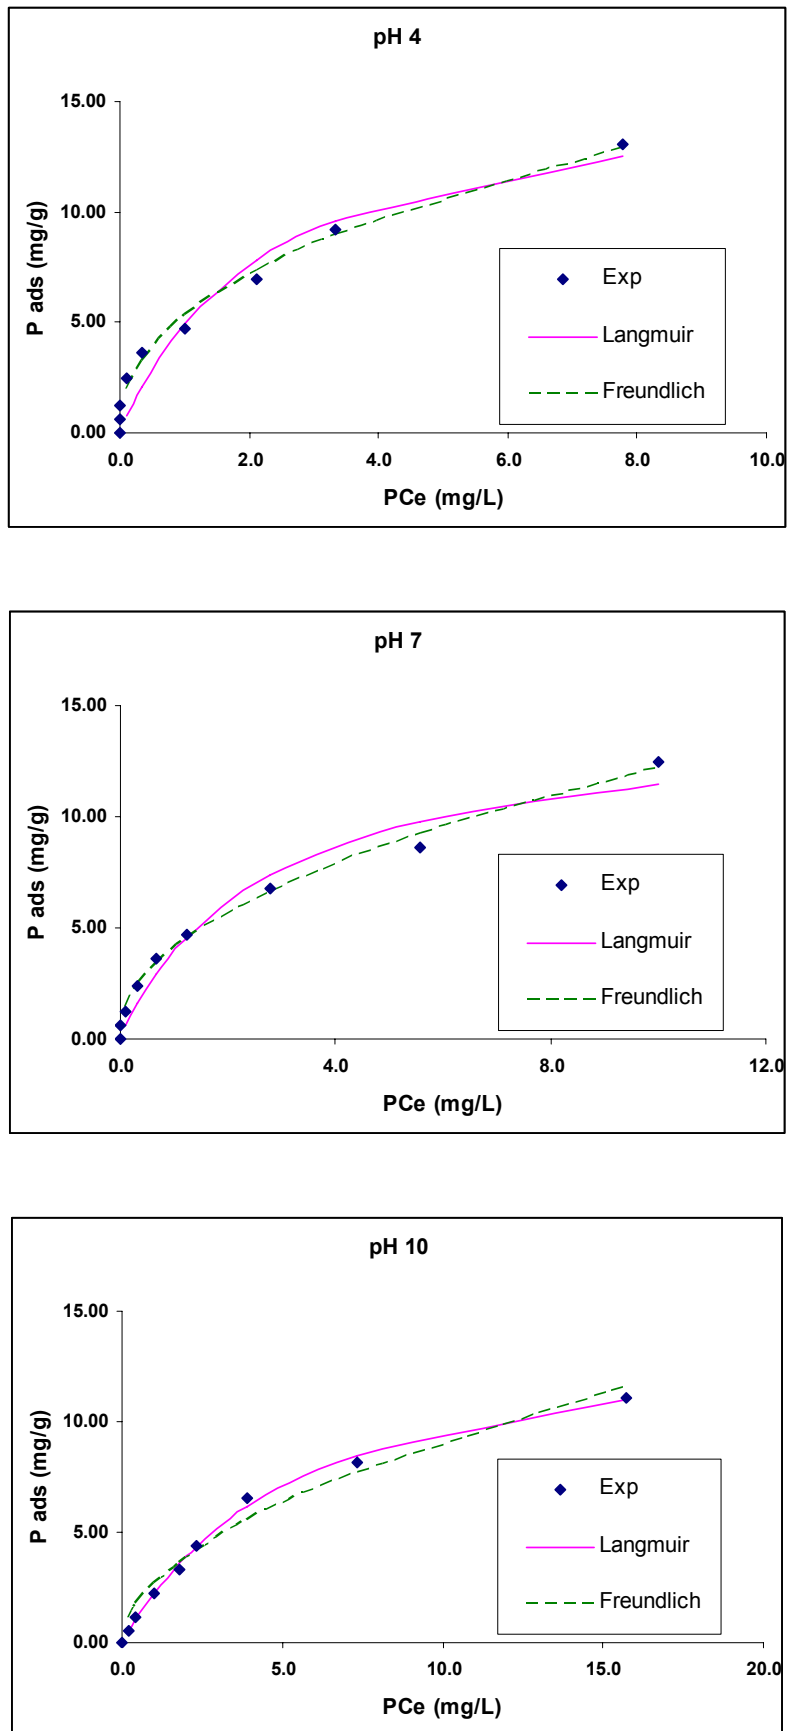 pH 4
15.00
10.00
5.00
0.00
P ads (mg/g)
Exp
Langmuir
Freundlich
0.0 2.0 4.0 6.0 8.0 10.0
PCe (mg/L)
pH 7
15.00
10.00
5.00
0.00
P ads (mg/g)
Exp
Langmuir
Freundlich
0.0 4.0 8.0 12.0
PCe (mg/L)
pH 10
15.00
10.00
5.00
0.00
P ads (mg/g)
Exp
Langmuir
Freundlich
0.0 5.0 10.0 15.0 20.0
PCe (mg/L)